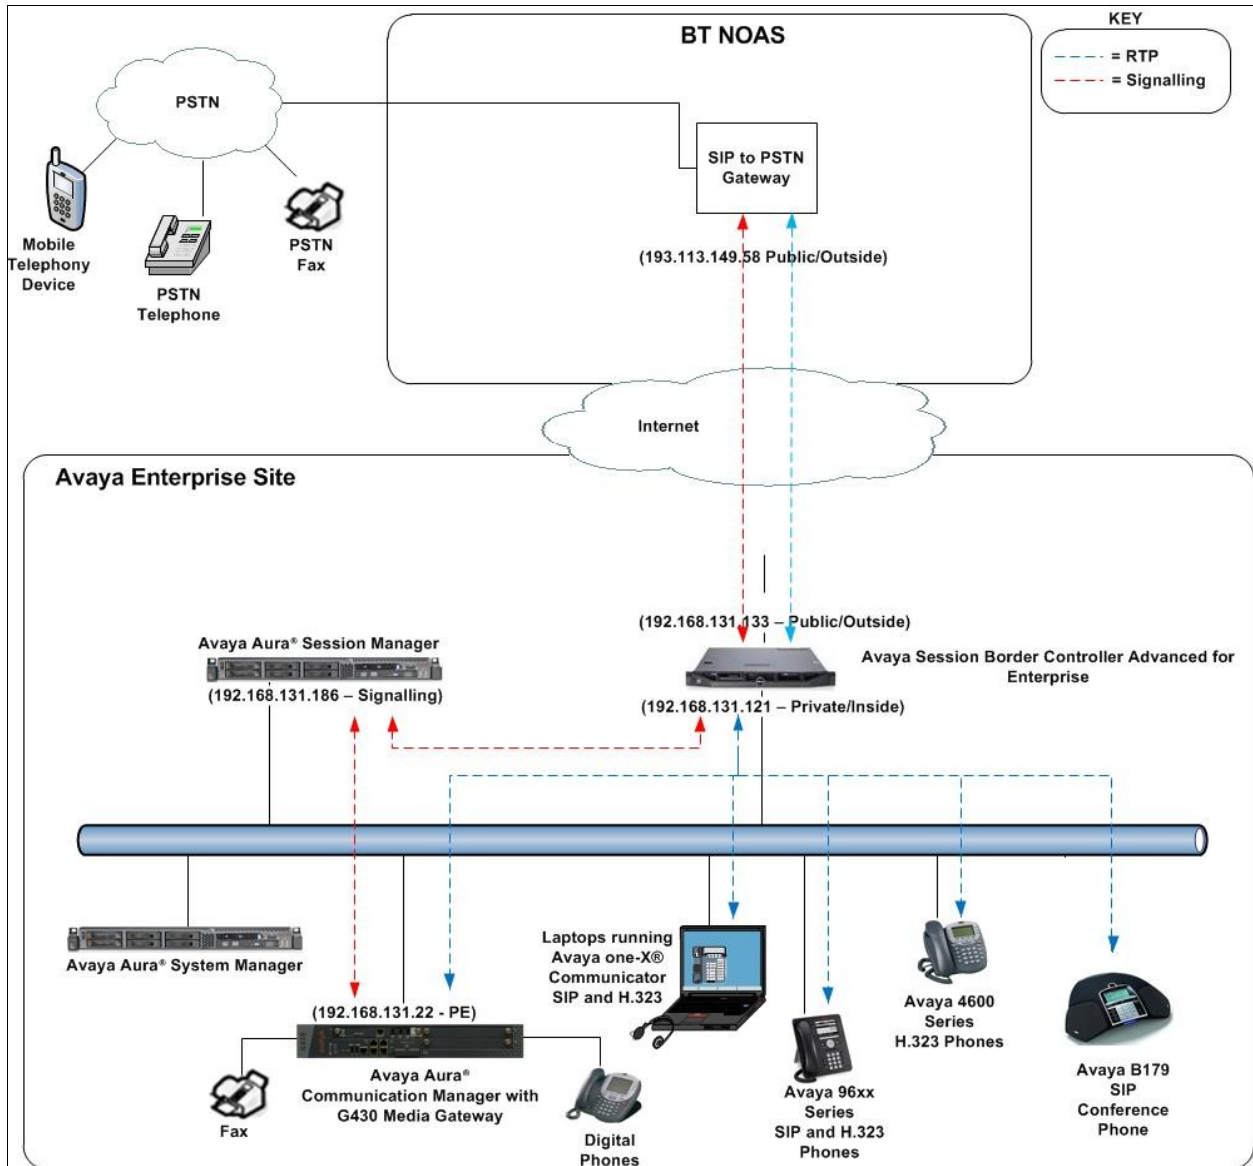 BT NOAS
KEY
= RTP
= Signalling
PSTN
SIP to PSTN
Gateway
Mobile
Telephony
Device
PSTN
Telephone
PSTN
Fax
(193.113.149.58 Public/Outside)
Internet
Avaya Enterprise Site
(192.168.131.133 – Public/Outside)
Avaya Aura® Session Manager
(192.168.131.186 – Signalling)
Avaya Session Border Controller Advanced for
Enterprise
(192.168.131.121 – Private/Inside)
Avaya Aura® System Manager
Laptops running
Avaya one-X®
Communicator
SIP and H.323
(192.168.131.22 - PE)
Avaya Aura®
Communication Manager with
G430 Media Gateway
Fax
Digital
Phones
Avaya 96xx
Series
SIP and H.323
Phones
Avaya 4600
Series
H.323 Phones
Avaya B179
SIP
Conference
Phone